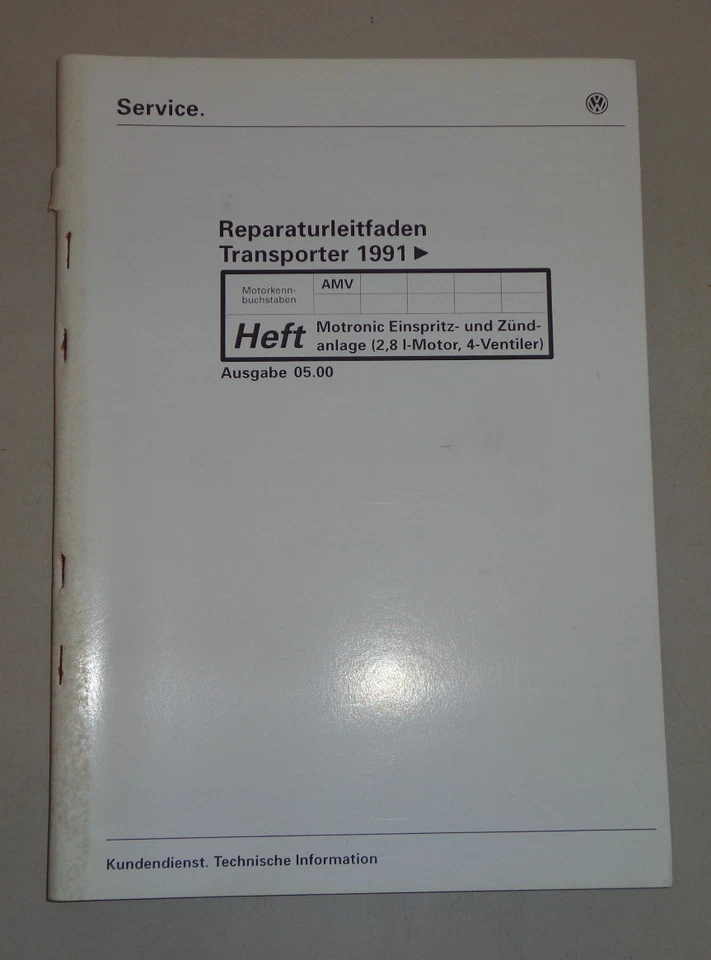 Service.
Reparaturleitfaden
Transporter 1991 ►
Motorkenn-
buchstaben
AMV
Heft
Motronic Einspritz- und Zünd-
anlage (2,8 l-Motor, 4-Ventiler)
Ausgabe 05.00
Kundendienst. Technische Information